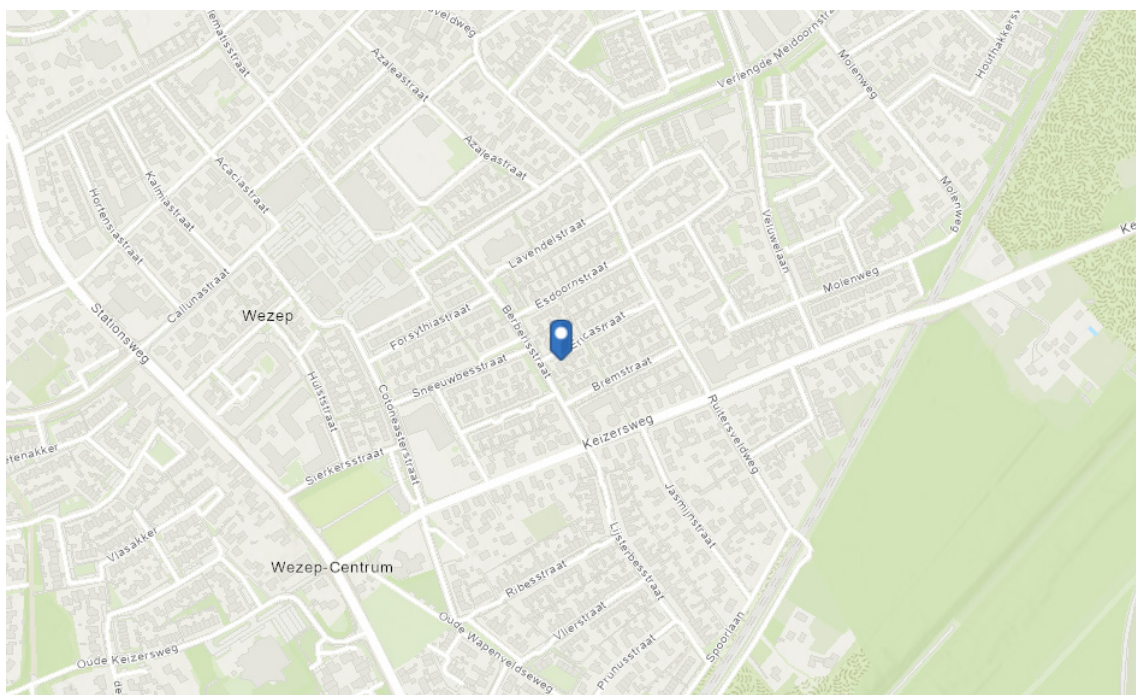 Azaleastraat
Verlengde Meidoornstraat
Molenweg
Acaciastraat
Kalmiastraat
Hortensiastraat
Azaleastraat
Molenweg
Callunastraat
Lavendelstraat
Veluwelaan
Esdoornstraat
Molenweg
Stationsweg
Wezep
Forsythiastraat
Berberisstraat
Ericastraat
Sneeuwbesstraat
Bremstraat
Hulststraat
Cotoneasterstraat
Ruitersveldweg
Keizersweg
Sierkersstraat
Vlasakker
Jasmijnstraat
Lijsterbesstraat
Wezep-Centrum
Ribesstraat
Vlierstraat
Oude Wapenveldseweg
Prunusstraat
Spoorlaan
Oude Keizersweg